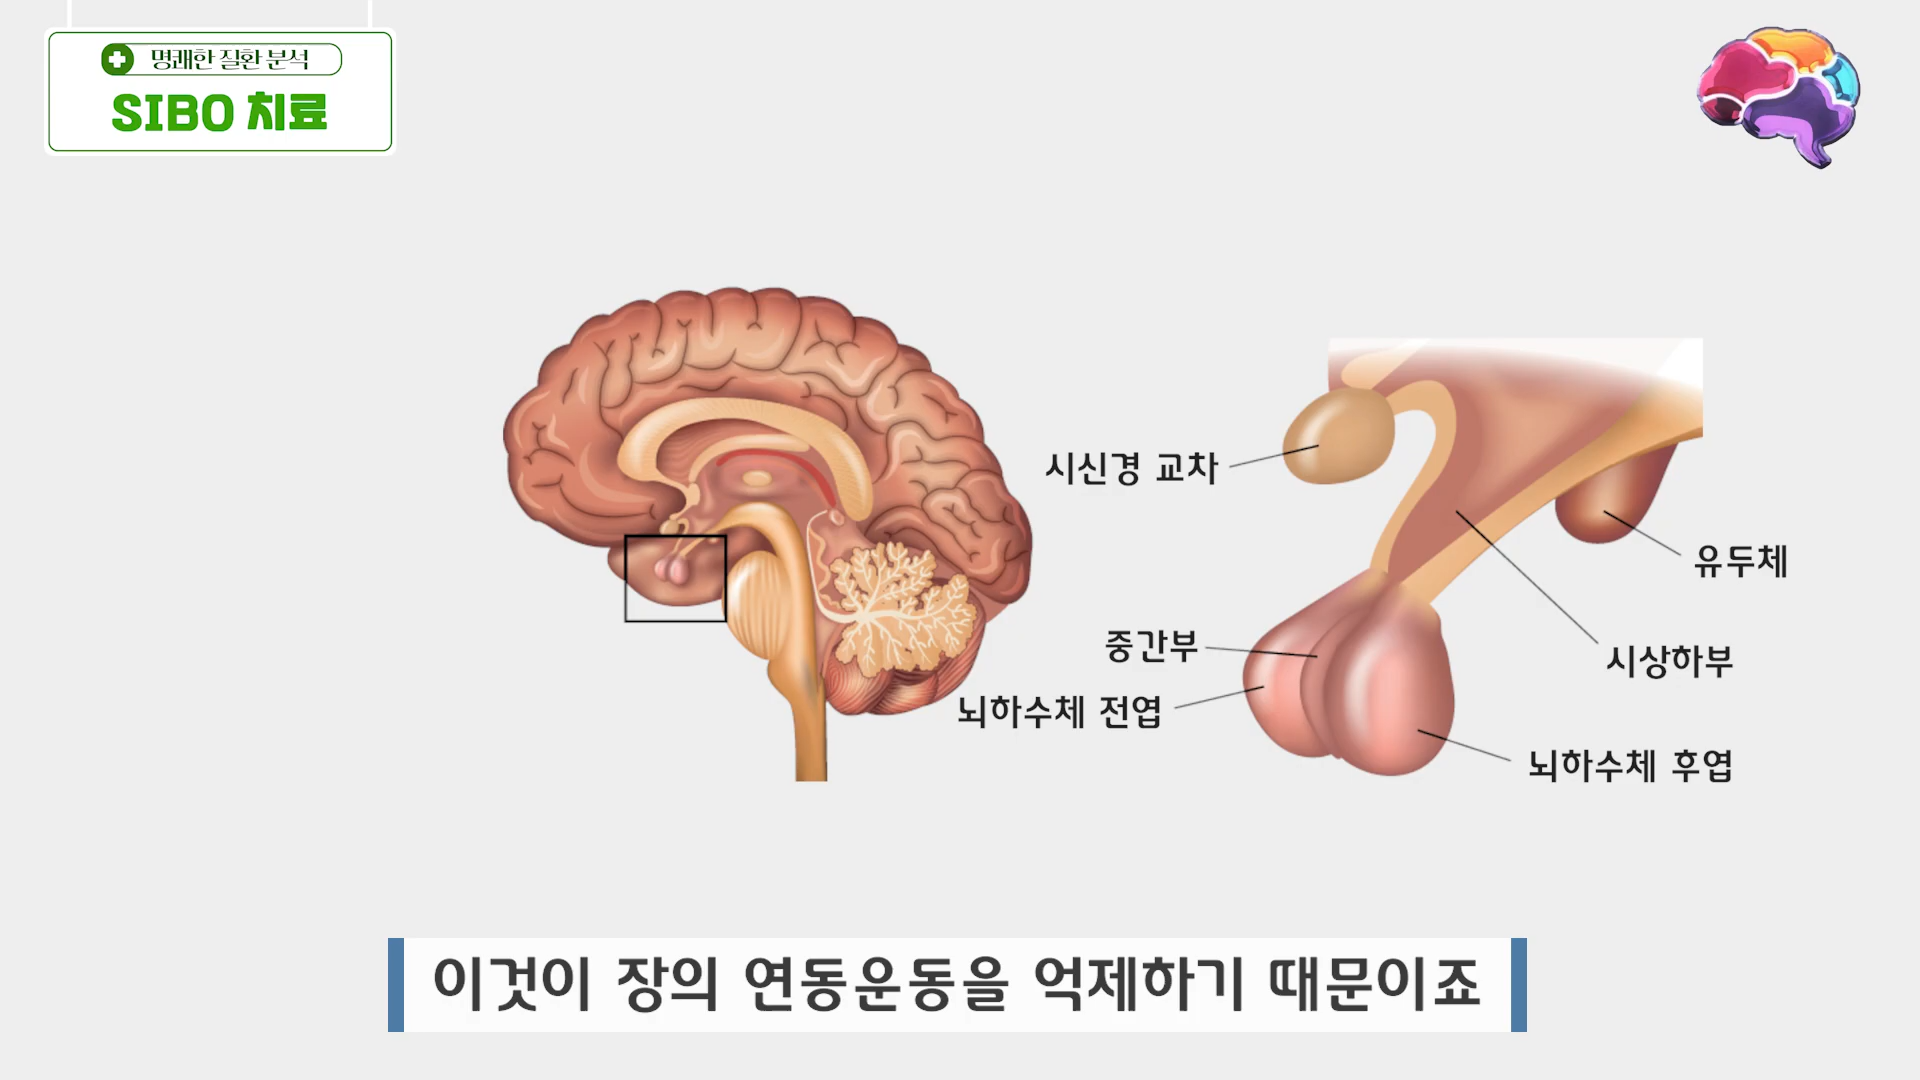 명쾌한 질환 분석
SIBO 치료
시신경 교차
유두체
중간부
시상하부
뇌하수체 전엽
뇌하수체 후엽
이것이 장의 연동운동을 억제하기 때문이죠